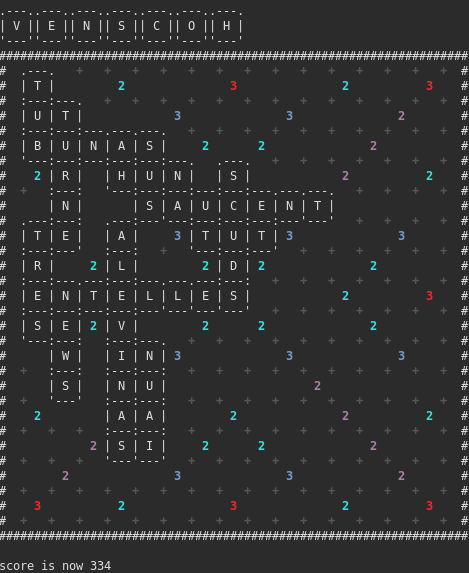 V E N S C O H
T 2 3 2 3
U T 3 3 2
B U N A S 2 2 2
2 R H U N S 2 2
N S A U C E N T
T E A 3 T U T 3 3
R 2 L 2 D 2 2
E N T E L L E S 2 3
S E 2 V 2 2 2
W I N 3 3 3
S N U 2
2 A A 2 2 2
2 S I 2 2 2
2 3 3 2
3 2 3 2 3
score is now 334